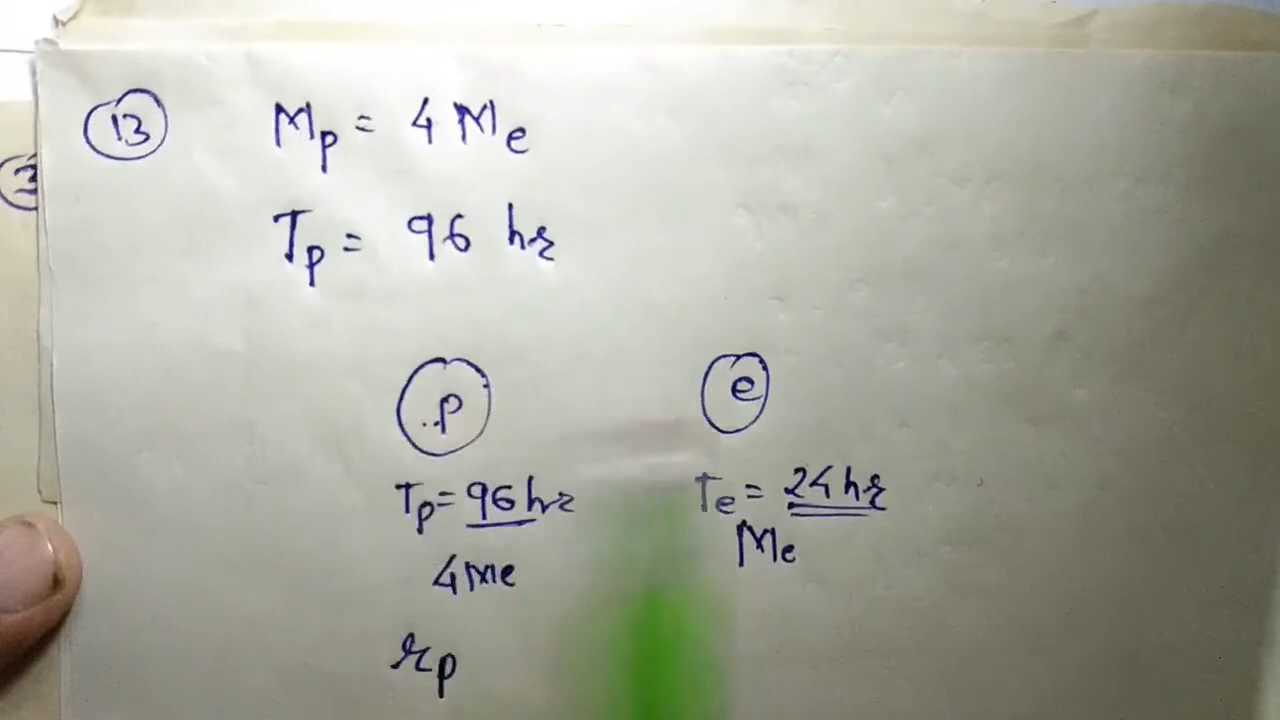 13 Mp = 4 Me
Tp = 96 hr
p e
Tp = 96 hr Te = 24 hr
4 Me Me
rp